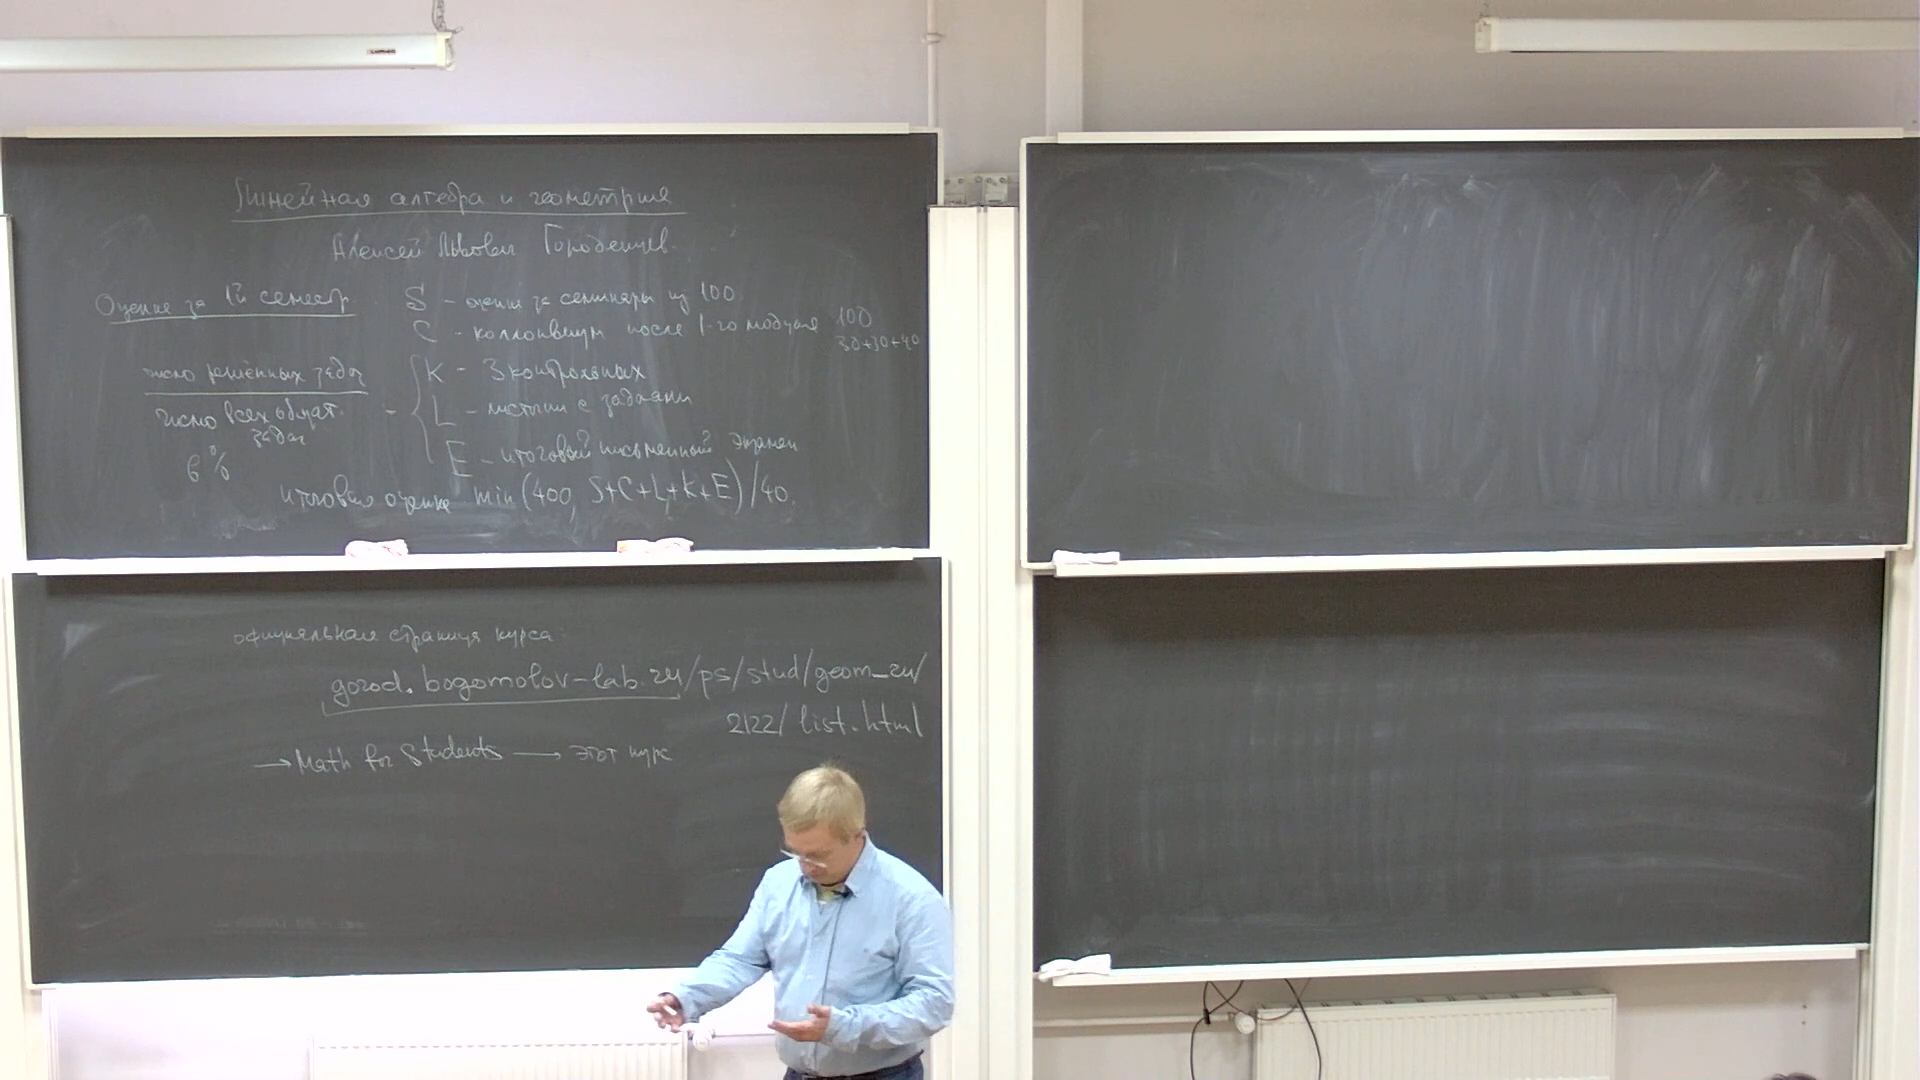 Линейная алгебра и геометрия
Алексей Львович Городенцев.
Оценка за 1й семестр
S - оценка за семинары из 100
C - коллоквиум после 1-го модуля 100
30+30+40
число решённых задач
число всех обязат. задач
в %
K - 3 контрольных
L - листочки с задачами
E - итоговый письменный экзамен
итоговая оценка min(400, S+C+L+K+E)/40.
официальная страница курса:
gorod.bogomolov-lab.ru/ps/stud/geom_ru/
2122/list.html
→ Math for Students → этот курс